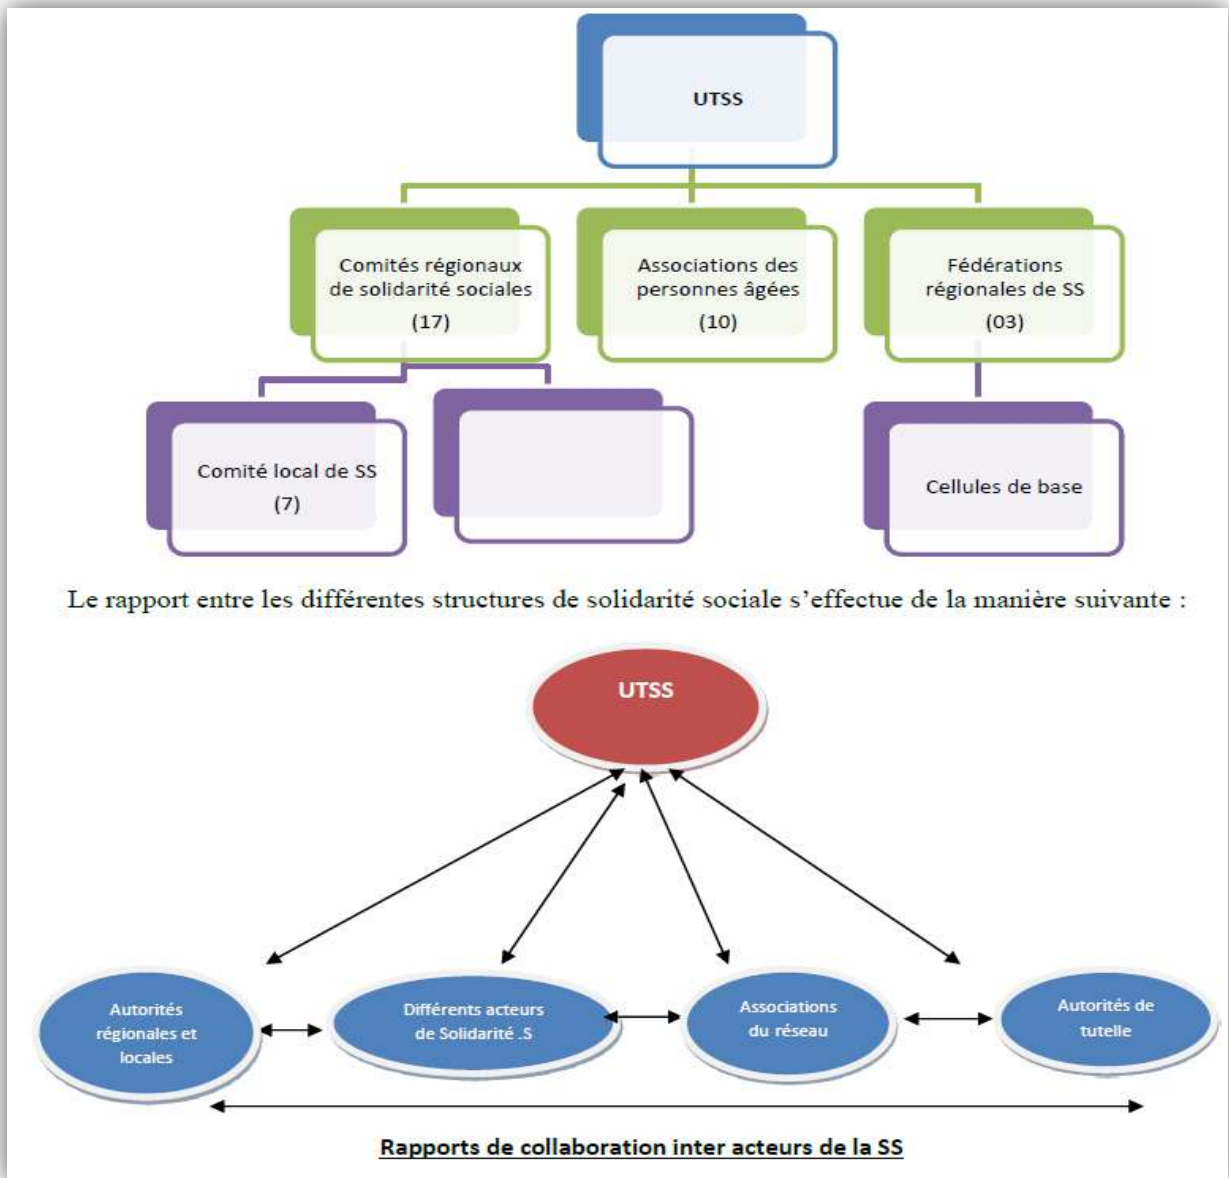 UTSS
Comités régionaux
de solidarité sociales
(17)
Associations des
personnes âgées
(10)
Fédérations
régionales de SS
(03)
Comité local de SS
(7)
Cellules de base
Le rapport entre les différentes structures de solidarité sociale s’effectue de la manière suivante :
UTSS
Autorités
régionales et
locales
Différents acteurs
de Solidarité .S
Associations
du réseau
Autorités de
tutelle
Rapports de collaboration inter acteurs de la SS